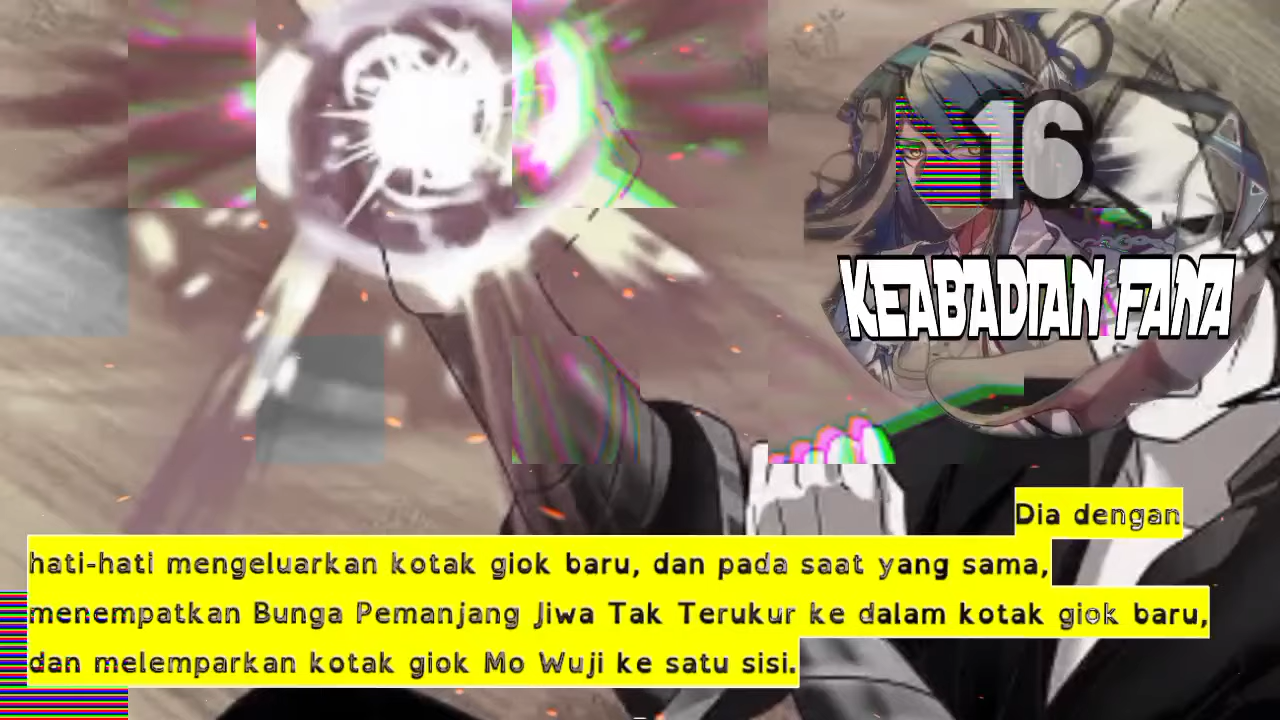 16
KEABADIAN FANA
Dia dengan
hati-hati mengeluarkan kotak giok baru, dan pada saat yang sama,
menempatkan Bunga Pemanjang Jiwa Tak Terukur ke dalam kotak giok baru,
dan melemparkan kotak giok Mo Wuji ke satu sisi.